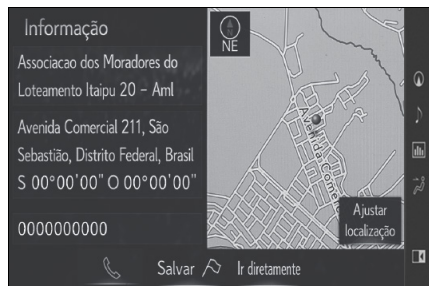 Informação
Associacao dos Moradores do
Loteamento Itaipu 20 – Aml
Avenida Comercial 211, São
Sebastião, Distrito Federal, Brasil
S 00°00'00" O 00°00'00"
0000000000
NE
Avenida Come
Ajustar
localização
Salvar
Ir diretamente